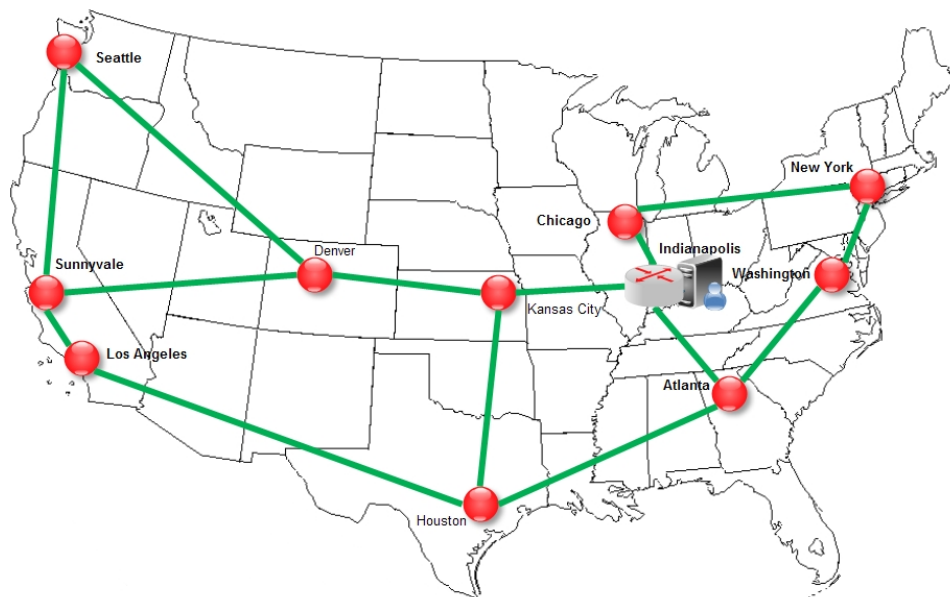 Seattle
New York
Chicago
Indianapolis
Denver
Sunnyvale
Washington
Kansas City
Los Angeles
Atlanta
Houston